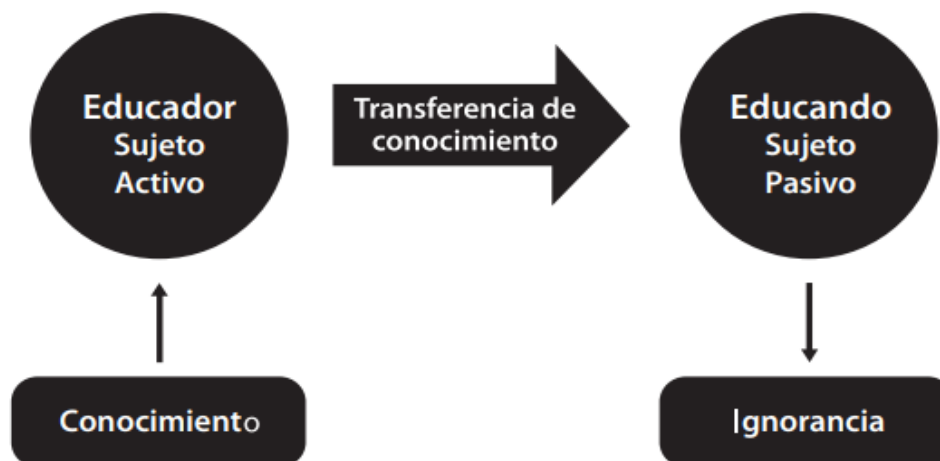 Educador
Sujeto
Activo
Transferencia de
conocimiento
Educando
Sujeto
Pasivo
Conocimiento
Ignorancia